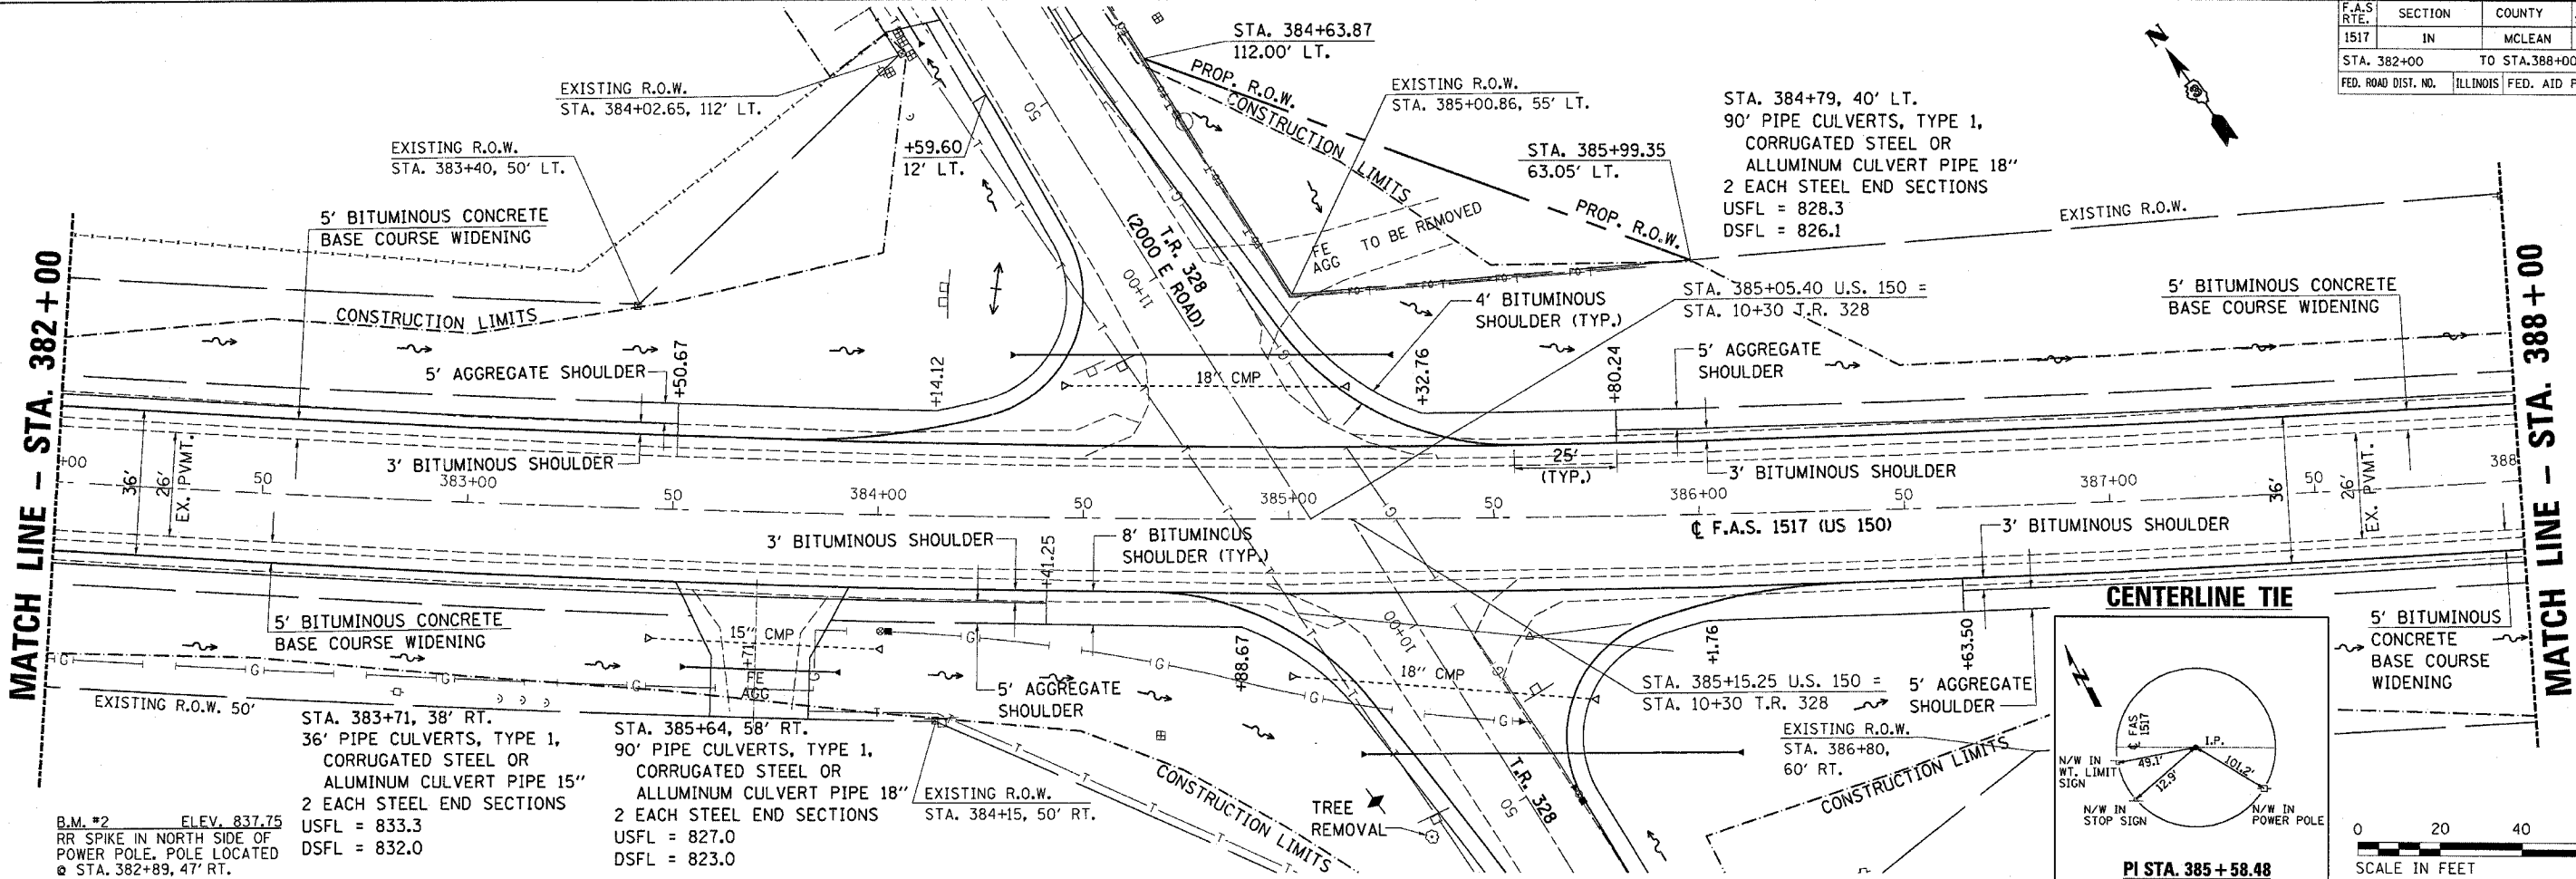 F.A.S RTE. SECTION COUNTY
1517 IN MCLEAN
STA. 382+00 TO STA.388+00
FED. ROAD DIST. NO. ILLINOIS FED. AID
N
STA. 384+63.87
112.00' LT.
PROP. R.O.W.
CONSTRUCTION LIMITS
EXISTING R.O.W.
STA. 384+02.65, 112' LT.
EXISTING R.O.W.
STA. 385+00.86, 55' LT.
EXISTING R.O.W.
STA. 383+40, 50' LT.
+59.60
12' LT.
50
STA. 385+99.35
63.05' LT.
PROP. R.O.W.
STA. 384+79, 40' LT.
90' PIPE CULVERTS, TYPE 1,
CORRUGATED STEEL OR
ALLUMINUM CULVERT PIPE 18"
2 EACH STEEL END SECTIONS
USFL = 828.3
DSFL = 826.1
EXISTING R.O.W.
5' BITUMINOUS CONCRETE
BASE COURSE WIDENING
T.R. 328
(2000 E ROAD)
11+00
FE
AGG
TO BE REMOVED
MATCH LINE – STA. 382+00
MATCH LINE – STA. 388+00
CONSTRUCTION LIMITS
4' BITUMINOUS
SHOULDER (TYP.)
STA. 385+05.40 U.S. 150 =
STA. 10+30 T.R. 328
5' BITUMINOUS CONCRETE
BASE COURSE WIDENING
5' AGGREGATE SHOULDER
+50.67
+14.12
18" CMP
+32.76
+80.24
5' AGGREGATE
SHOULDER
3' BITUMINOUS SHOULDER
25'
(TYP.)
3' BITUMINOUS SHOULDER
36'
26'
EX. PVMT.
36'
26'
EX. PVMT.
+00
50
383+00
50
384+00
50
385+00
50
386+00
50
387+00
50
388
℄ F.A.S. 1517 (US 150)
3' BITUMINOUS SHOULDER
8' BITUMINOUS
SHOULDER (TYP.)
+41.25
3' BITUMINOUS SHOULDER
5' BITUMINOUS CONCRETE
BASE COURSE WIDENING
15" CMP
+71
FE
AGG
EXISTING R.O.W. 50'
5' AGGREGATE
SHOULDER
+88.67
10+00
18" CMP
+1.76
+63.50
STA. 385+15.25 U.S. 150 =
STA. 10+30 T.R. 328
5' AGGREGATE
SHOULDER
EXISTING R.O.W.
STA. 386+80,
60' RT.
CONSTRUCTION LIMITS
5' BITUMINOUS
CONCRETE
BASE COURSE
WIDENING
STA. 383+71, 38' RT.
36' PIPE CULVERTS, TYPE 1,
CORRUGATED STEEL OR
ALUMINUM CULVERT PIPE 15"
2 EACH STEEL END SECTIONS
USFL = 833.3
DSFL = 832.0
STA. 385+64, 58' RT.
90' PIPE CULVERTS, TYPE 1,
CORRUGATED STEEL OR
ALLUMINUM CULVERT PIPE 18"
2 EACH STEEL END SECTIONS
USFL = 827.0
DSFL = 823.0
EXISTING R.O.W.
STA. 384+15, 50' RT.
CONSTRUCTION LIMITS
TREE
REMOVAL
T.R. 328
50
B.M. #2 ELEV. 837.75
RR SPIKE IN NORTH SIDE OF
POWER POLE. POLE LOCATED
@ STA. 382+89, 47' RT.
CENTERLINE TIE
℄ FAS
1517
I.P.
49.1'
12.9'
101.2'
N/W IN
WT. LIMIT
SIGN
N/W IN
STOP SIGN
N/W IN
POWER POLE
PI STA. 385+58.48
0 20 40
SCALE IN FEET